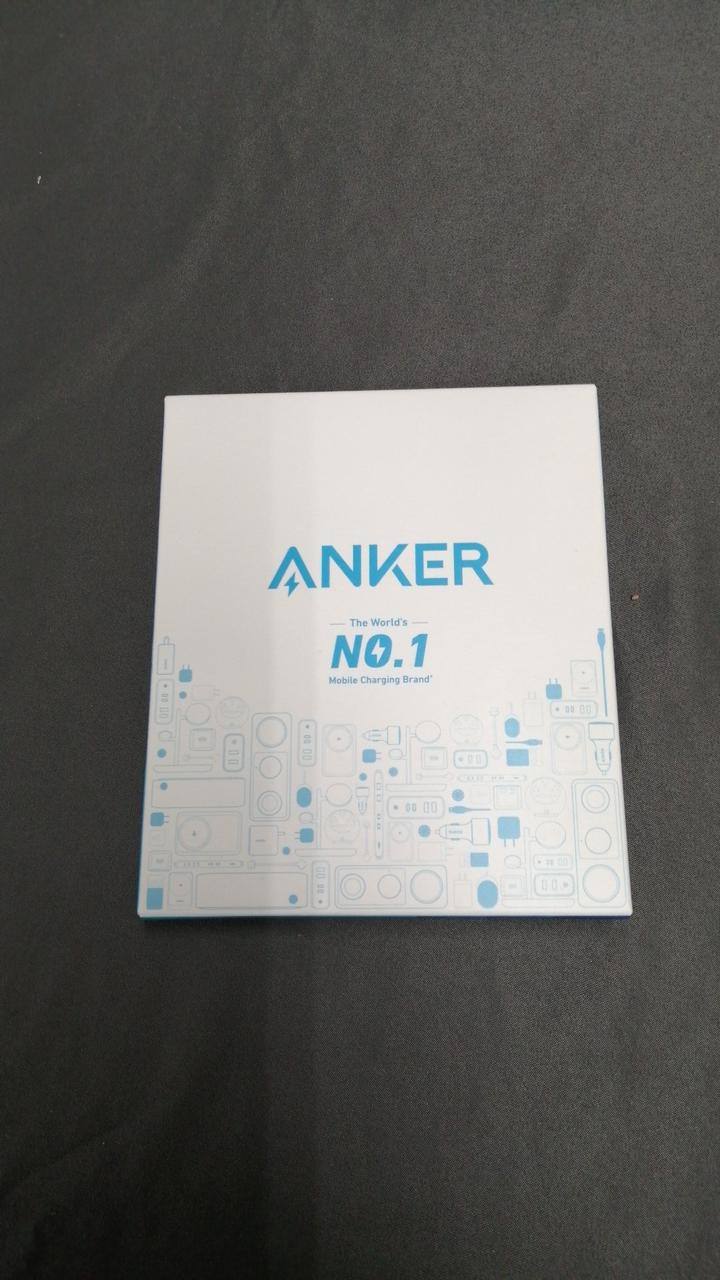 ANKER
The World's
NO.1
Mobile Charging Brand*